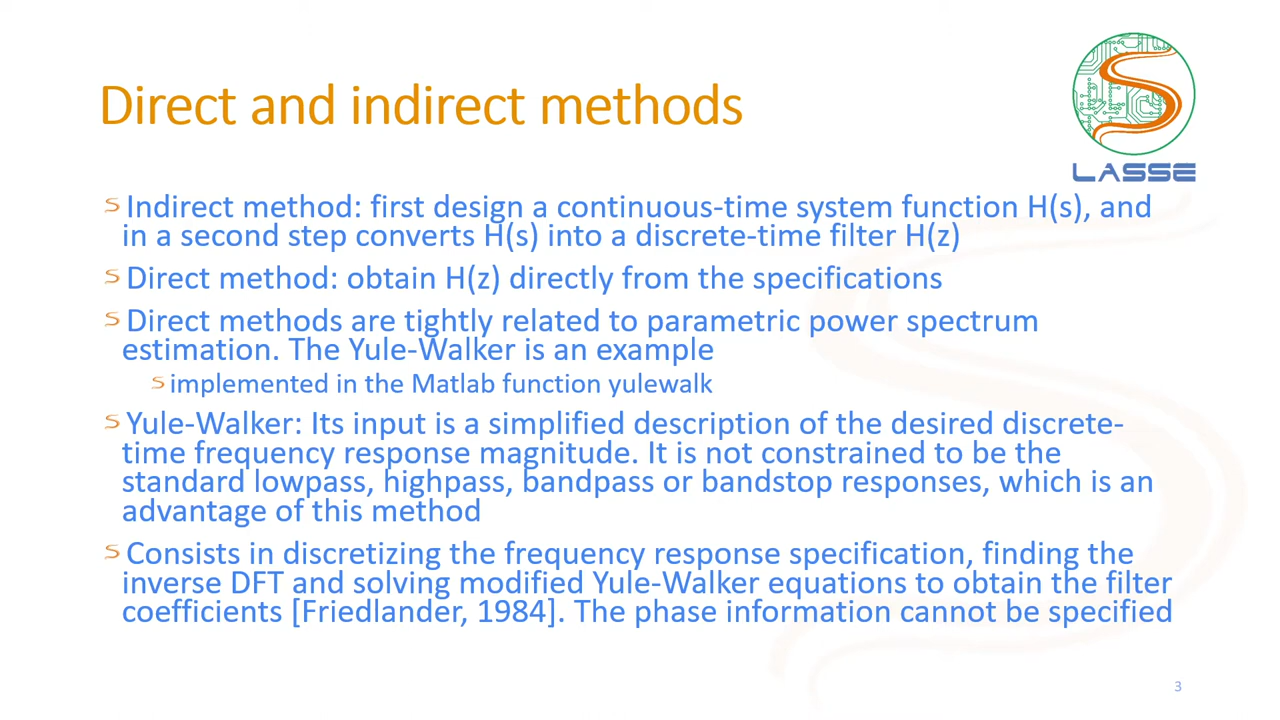 Direct and indirect methods
LASSE
Indirect method: first design a continuous-time system function H(s), and
in a second step converts H(s) into a discrete-time filter H(z)
Direct method: obtain H(z) directly from the specifications
Direct methods are tightly related to parametric power spectrum
estimation. The Yule-Walker is an example
implemented in the Matlab function yulewalk
Yule-Walker: Its input is a simplified description of the desired discrete-
time frequency response magnitude. It is not constrained to be the
standard lowpass, highpass, bandpass or bandstop responses, which is an
advantage of this method
Consists in discretizing the frequency response specification, finding the
inverse DFT and solving modified Yule-Walker equations to obtain the filter
coefficients [Friedlander, 1984]. The phase information cannot be specified
3